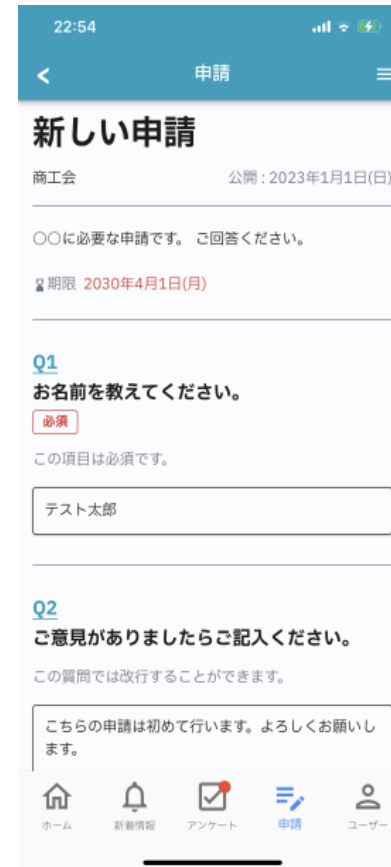 22:54
申請
新しい申請
商工会
公開 : 2023年1月1日(日)
○○に必要な申請です。 ご回答ください。
期限 2030年4月1日(月)
Q1
お名前を教えてください。
必須
この項目は必須です。
テスト太郎
Q2
ご意見がありましたらご記入ください。
この質問では改行することができます。
こちらの申請は初めて行います。よろしくお願いし
ます。
ホーム
新着情報
アンケート
申請
ユーザー